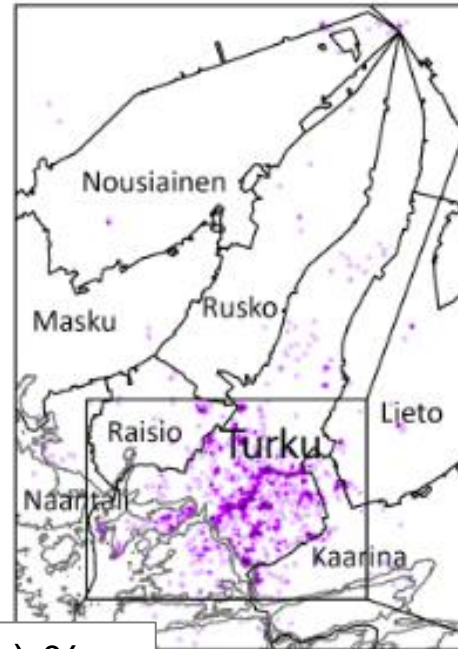 Nousiainen
Masku
Rusko
Raisio
Turku
Lieto
Naantali
Kaarina